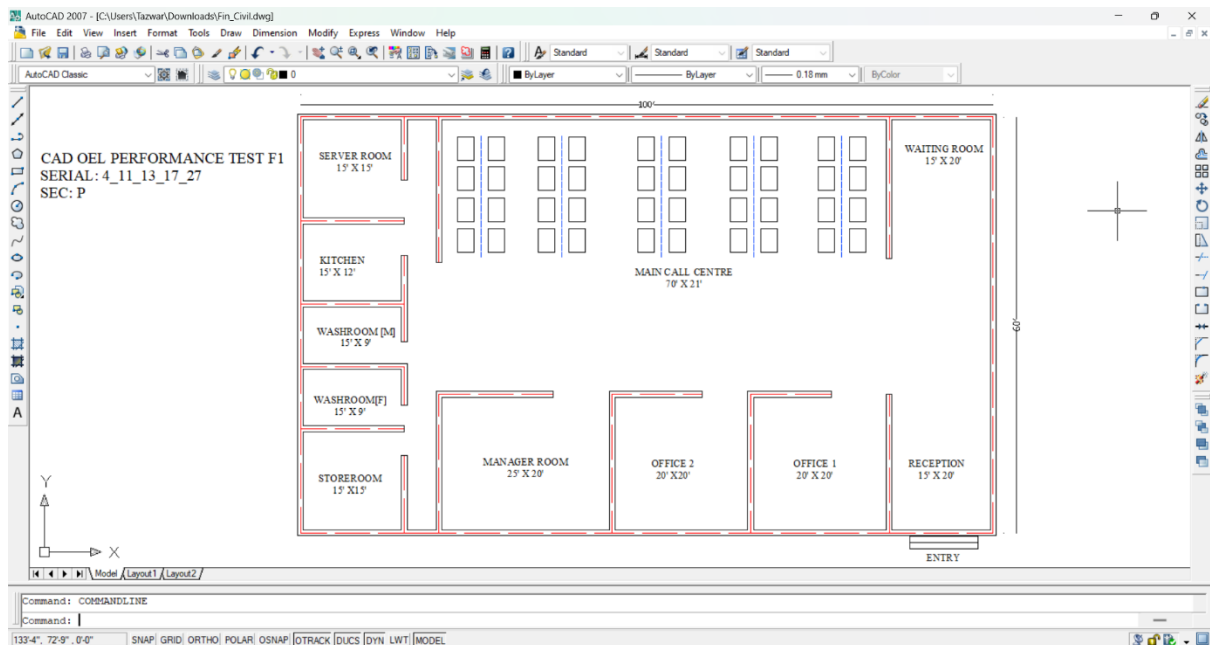 AutoCAD 2007 - [C:\Users\Tazwar\Downloads\Fin_Civil.dwg]
File Edit View Insert Format Tools Draw Dimension Modify Express Window Help
Standard Standard Standard
AutoCAD Classic 0 ByLayer ByLayer 0.18 mm ByColor
100'
CAD OEL PERFORMANCE TEST F1
SERIAL: 4_11_13_17_27
SEC: P
SERVER ROOM
15' X 15'
WAITING ROOM
15' X 20'
KITCHEN
15' X 12'
MAIN CALL CENTRE
70' X 21'
WASHROOM [M]
15' X 9'
60'
WASHROOM[F]
15' X 9'
MANAGER ROOM
25' X 20'
OFFICE 2
20' X20'
OFFICE 1
20' X 20'
RECEPTION
15' X 20'
STOREROOM
15' X15'
ENTRY
Y
X
A
Model Layout1 Layout2
Command: COMMANDLINE
Command:
133'-4", 72'-9" , 0'-0" SNAP GRID ORTHO POLAR OSNAP OTRACK DUCS DYN LWT MODEL